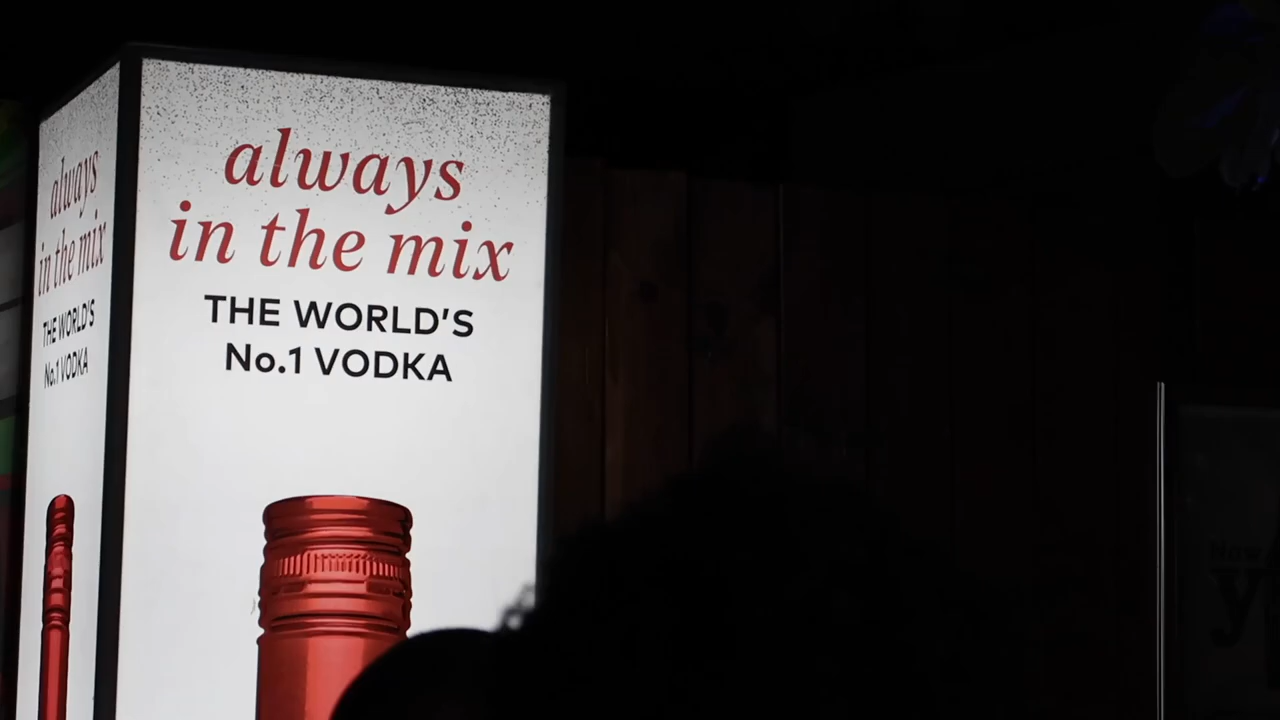 always
in the mix
THE WORLD'S
No.1 VODKA
always
in the mix
THE WORLD'S
No.1 VODKA